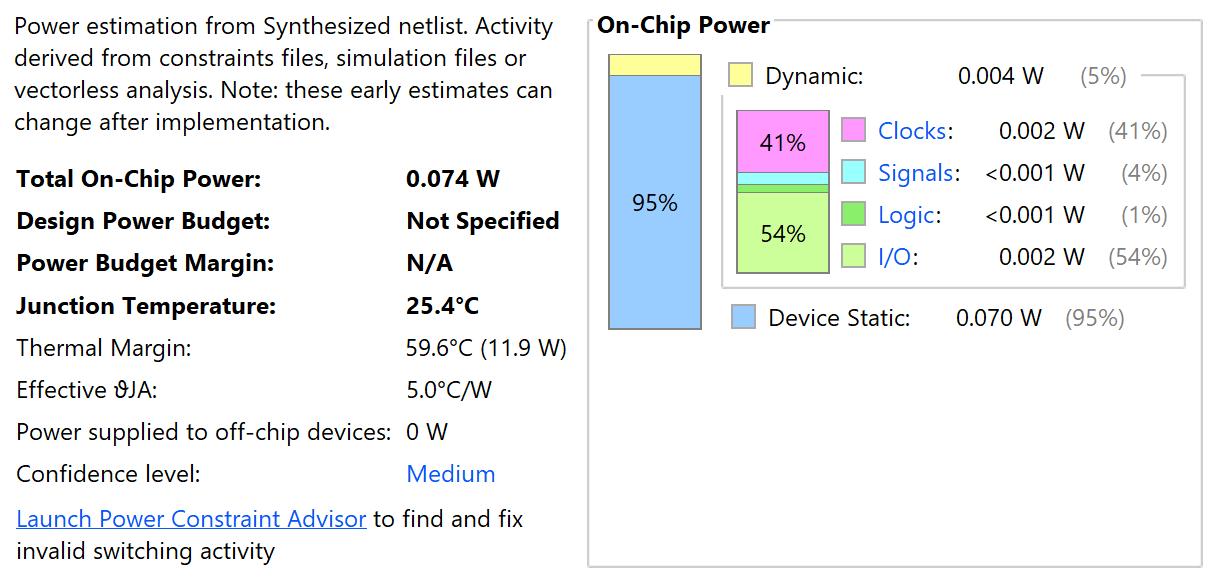 Power estimation from Synthesized netlist. Activity
derived from constraints files, simulation files or
vectorless analysis. Note: these early estimates can
change after implementation.
Total On-Chip Power: 0.074 W
Design Power Budget: Not Specified
Power Budget Margin: N/A
Junction Temperature: 25.4°C
Thermal Margin: 59.6°C (11.9 W)
Effective ϑJA: 5.0°C/W
Power supplied to off-chip devices: 0 W
Confidence level: Medium
Launch Power Constraint Advisor to find and fix
invalid switching activity
On-Chip Power
95%
Dynamic: 0.004 W (5%)
41%
54%
Clocks: 0.002 W (41%)
Signals: <0.001 W (4%)
Logic: <0.001 W (1%)
I/O: 0.002 W (54%)
Device Static: 0.070 W (95%)